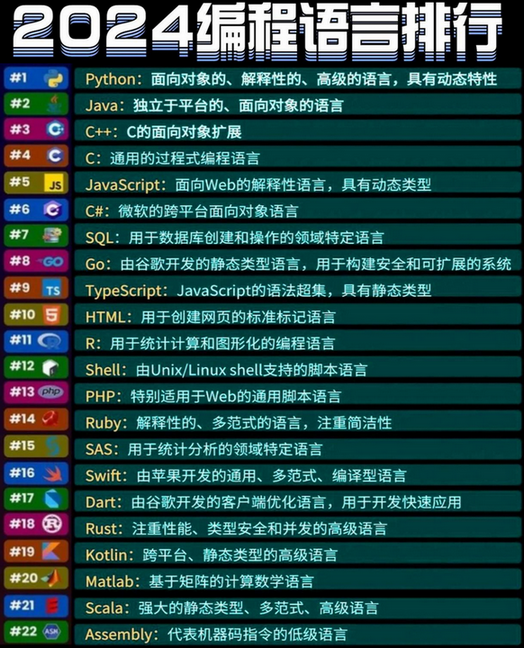 2024编程语言排行
#1 Python：面向对象的、解释性的、高级的语言，具有动态特性
#2 Java：独立于平台的、面向对象的语言
#3 C++：C的面向对象扩展
#4 C：通用的过程式编程语言
#5 JS JavaScript：面向Web的解释性语言，具有动态类型
#6 C#：微软的跨平台面向对象语言
#7 SQL：用于数据库创建和操作的领域特定语言
#8 GO Go：由谷歌开发的静态类型语言，用于构建安全和可扩展的系统
#9 TS TypeScript：JavaScript的语法超集，具有静态类型
#10 5 HTML：用于创建网页的标准标记语言
#11 R R：用于统计计算和图形化的编程语言
#12 Shell：由Unix/Linux shell支持的脚本语言
#13 php PHP：特别适用于Web的通用脚本语言
#14 Ruby：解释性的、多范式的语言，注重简洁性
#15 SAS：用于统计分析的领域特定语言
#16 Swift：由苹果开发的通用、多范式、编译型语言
#17 Dart：由谷歌开发的客户端优化语言，用于开发快速应用
#18 R Rust：注重性能、类型安全和并发的高级语言
#19 Kotlin：跨平台、静态类型的高级语言
#20 Matlab：基于矩阵的计算数学语言
#21 Scala：强大的静态类型、多范式、高级语言
#22 ASM Assembly：代表机器码指令的低级语言